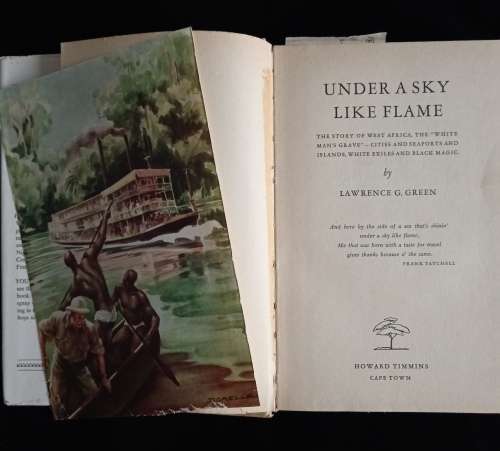 UNDER A SKY
LIKE FLAME
THE STORY OF WEST AFRICA, THE "WHITE
MAN'S GRAVE" – CITIES AND SEAPORTS AND
ISLANDS, WHITE EXILES AND BLACK MAGIC.
by
LAWRENCE G. GREEN
And here by the side of a sea that's shinin'
under a sky like flame,
Me that was born with a taste for travel
gives thanks because o' the same.
FRANK TATCHELL
HOWARD TIMMINS
CAPE TOWN